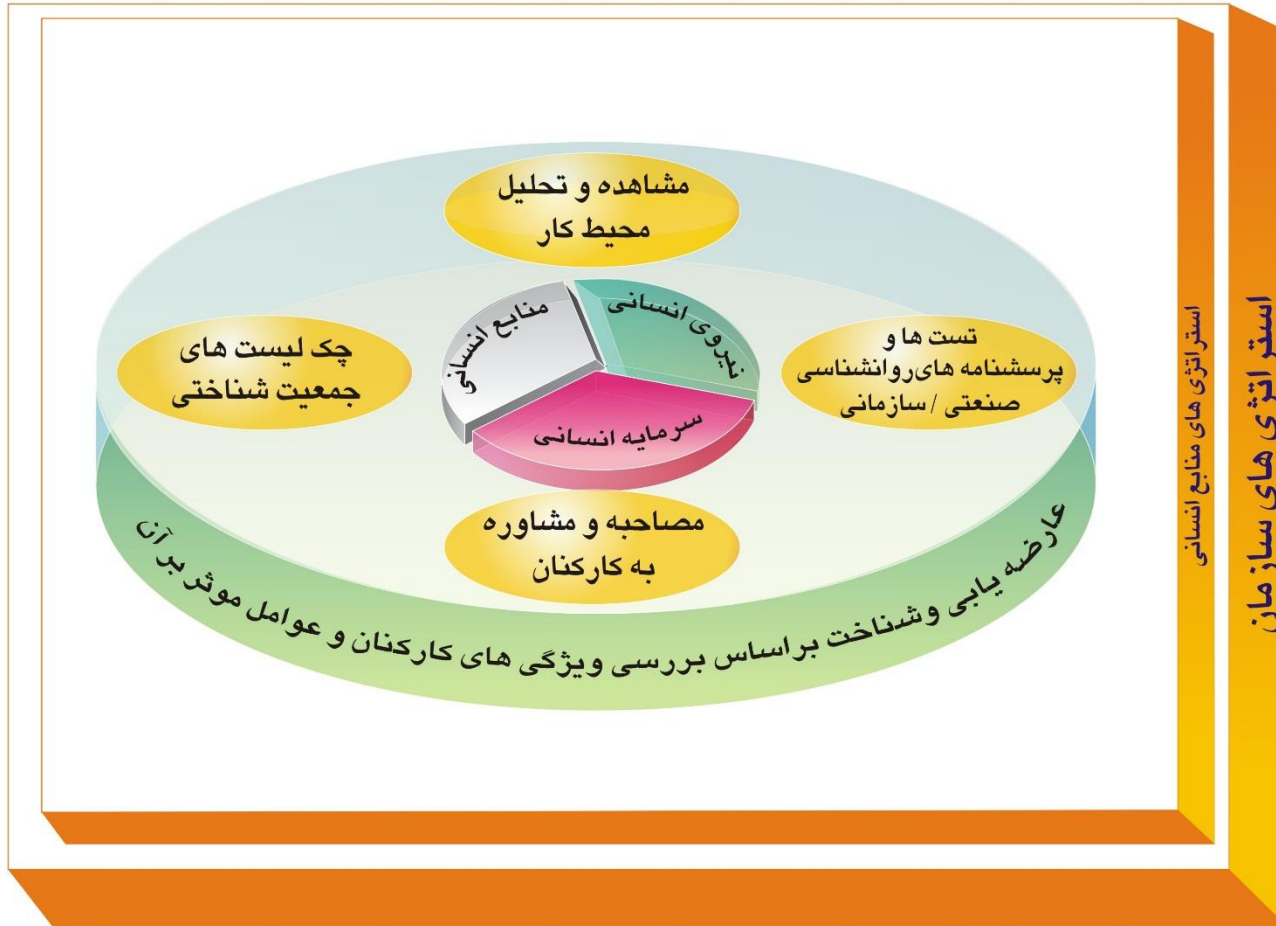 مشاهده و تحلیل
محیط کار
تست ها و
پرسشنامه های روانشناسی
صنعتی / سازمانی
نیروی انسانی
منابع انسانی
سرمایه انسانی
چک لیست های
جمعیت شناختی
مصاحبه و مشاوره
به کارکنان
عارضه یابی وشناخت براساس بررسی ویژگی های کارکنان و عوامل موثر بر آن
استراتژی های منابع انسانی
استراتژی های سازمان